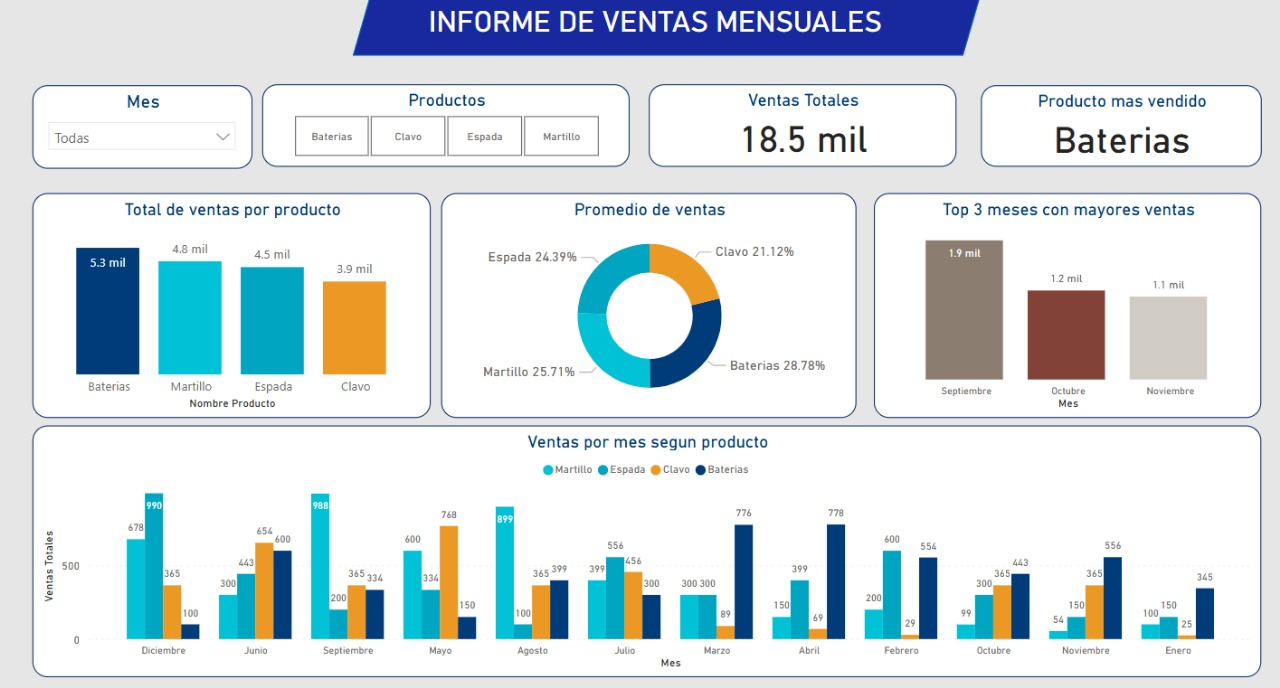 INFORME DE VENTAS MENSUALES
Mes
Todas
Productos
Baterias Clavo Espada Martillo
Ventas Totales
18.5 mil
Producto mas vendido
Baterias
Total de ventas por producto
5.3 mil 4.8 mil 4.5 mil 3.9 mil
Baterias Martillo Espada Clavo
Nombre Producto
Promedio de ventas
Espada 24.39% Clavo 21.12%
Martillo 25.71% Baterias 28.78%
Top 3 meses con mayores ventas
1.9 mil 1.2 mil 1.1 mil
Septiembre Octubre Noviembre
Mes
Ventas por mes segun producto
Martillo Espada Clavo Baterias
Ventas Totales
500
0
678 990 365 100
300 443 654 600
988 200 365 334
600 334 768 150
899 100 365 399
399 556 456 300
300 300 89 776
150 399 69 778
200 600 29 554
99 300 365 443
54 150 365 556
100 150 25 345
Diciembre Junio Septiembre Mayo Agosto Julio Marzo Abril Febrero Octubre Noviembre Enero
Mes